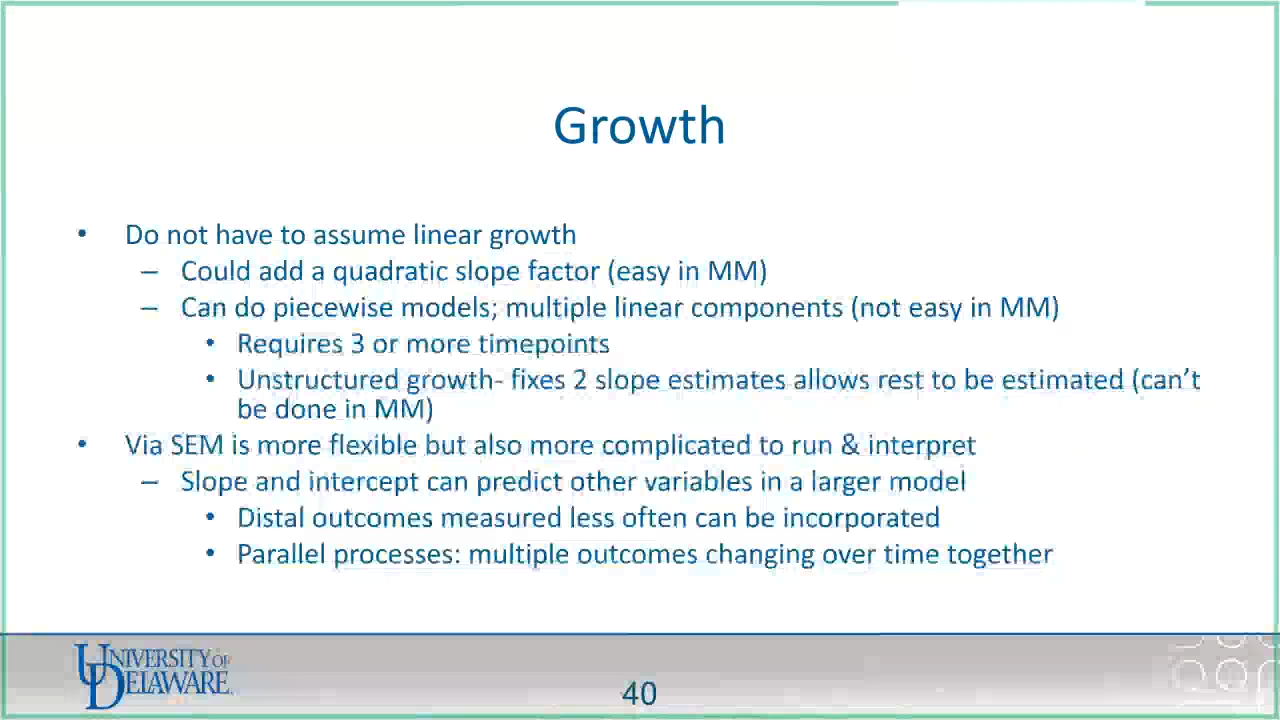 Growth
• Do not have to assume linear growth
– Could add a quadratic slope factor (easy in MM)
– Can do piecewise models; multiple linear components (not easy in MM)
• Requires 3 or more timepoints
• Unstructured growth- fixes 2 slope estimates allows rest to be estimated (can’t
be done in MM)
• Via SEM is more flexible but also more complicated to run & interpret
– Slope and intercept can predict other variables in a larger model
• Distal outcomes measured less often can be incorporated
• Parallel processes: multiple outcomes changing over time together
UNIVERSITY OF
DELAWARE
40